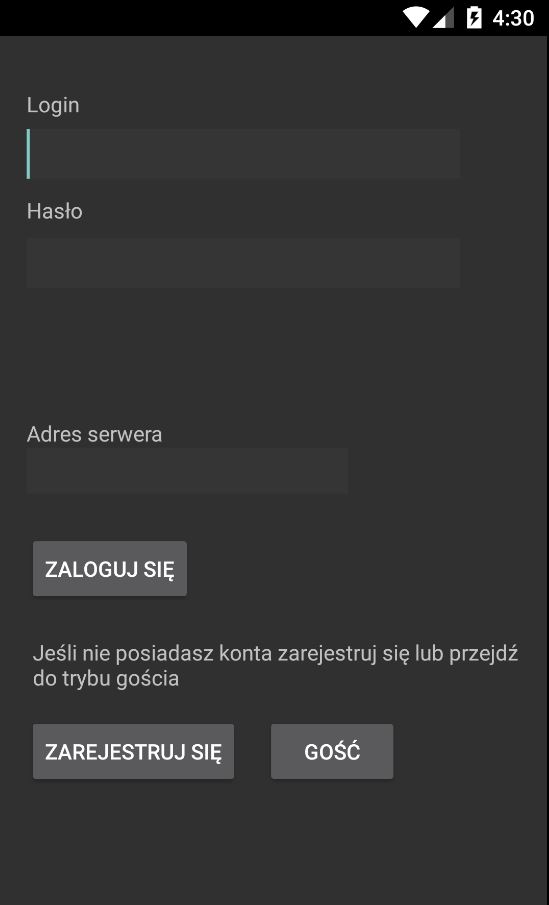 4:30
Login
Hasło
Adres serwera
ZALOGUJ SIĘ
Jeśli nie posiadasz konta zarejestruj się lub przejdź
do trybu gościa
ZAREJESTRUJ SIĘ
GOŚĆ